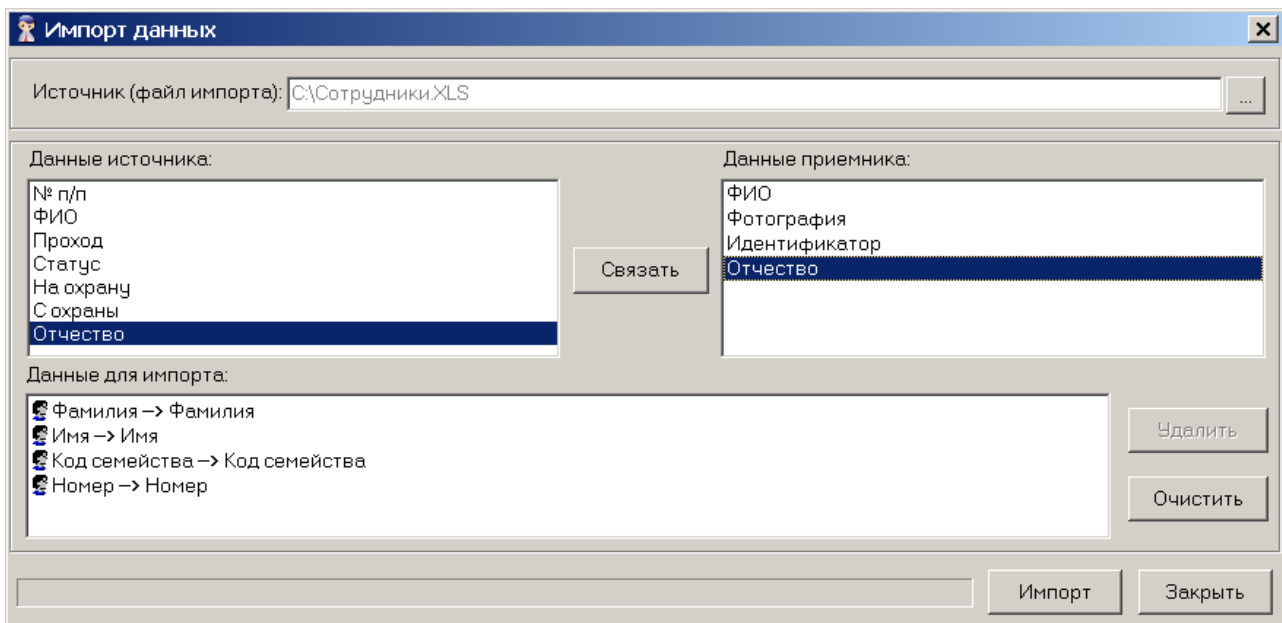 Импорт данных
Источник (файл импорта): C:\Сотрудники.XLS ...
Данные источника:
№ п/п
ФИО
Проход
Статус
На охрану
С охраны
Отчество
Связать
Данные приемника:
ФИО
Фотография
Идентификатор
Отчество
Данные для импорта:
Фамилия –> Фамилия
Имя –> Имя
Код семейства –> Код семейства
Номер –> Номер
Удалить
Очистить
Импорт
Закрыть